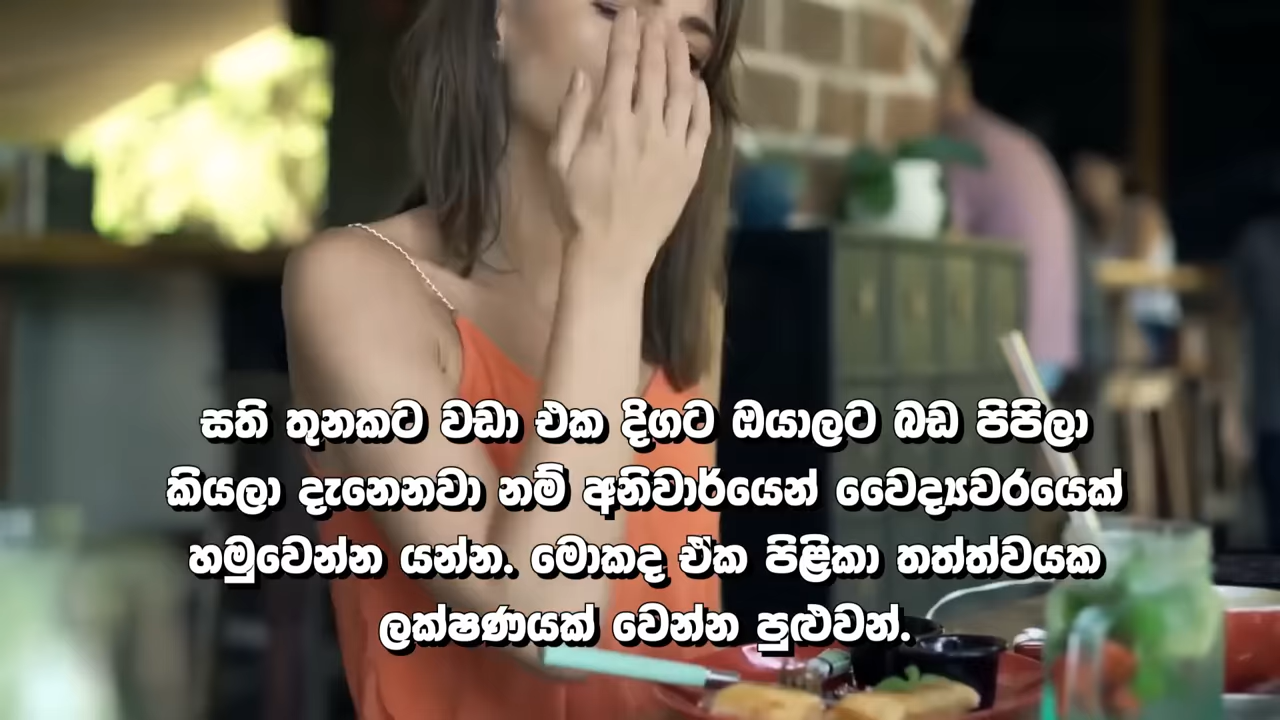 සති තුනකට වඩා එක දිගට ඔයාලට බඩ පිපිලා
කියලා දැනෙනවා නම් අනිවාර්යෙන් වෛද්‍යවරයෙක්
හමුවෙන්න යන්න. මොකද ඒක පිළිකා තත්ත්වයක
ලක්ෂණයක් වෙන්න පුළුවන්.